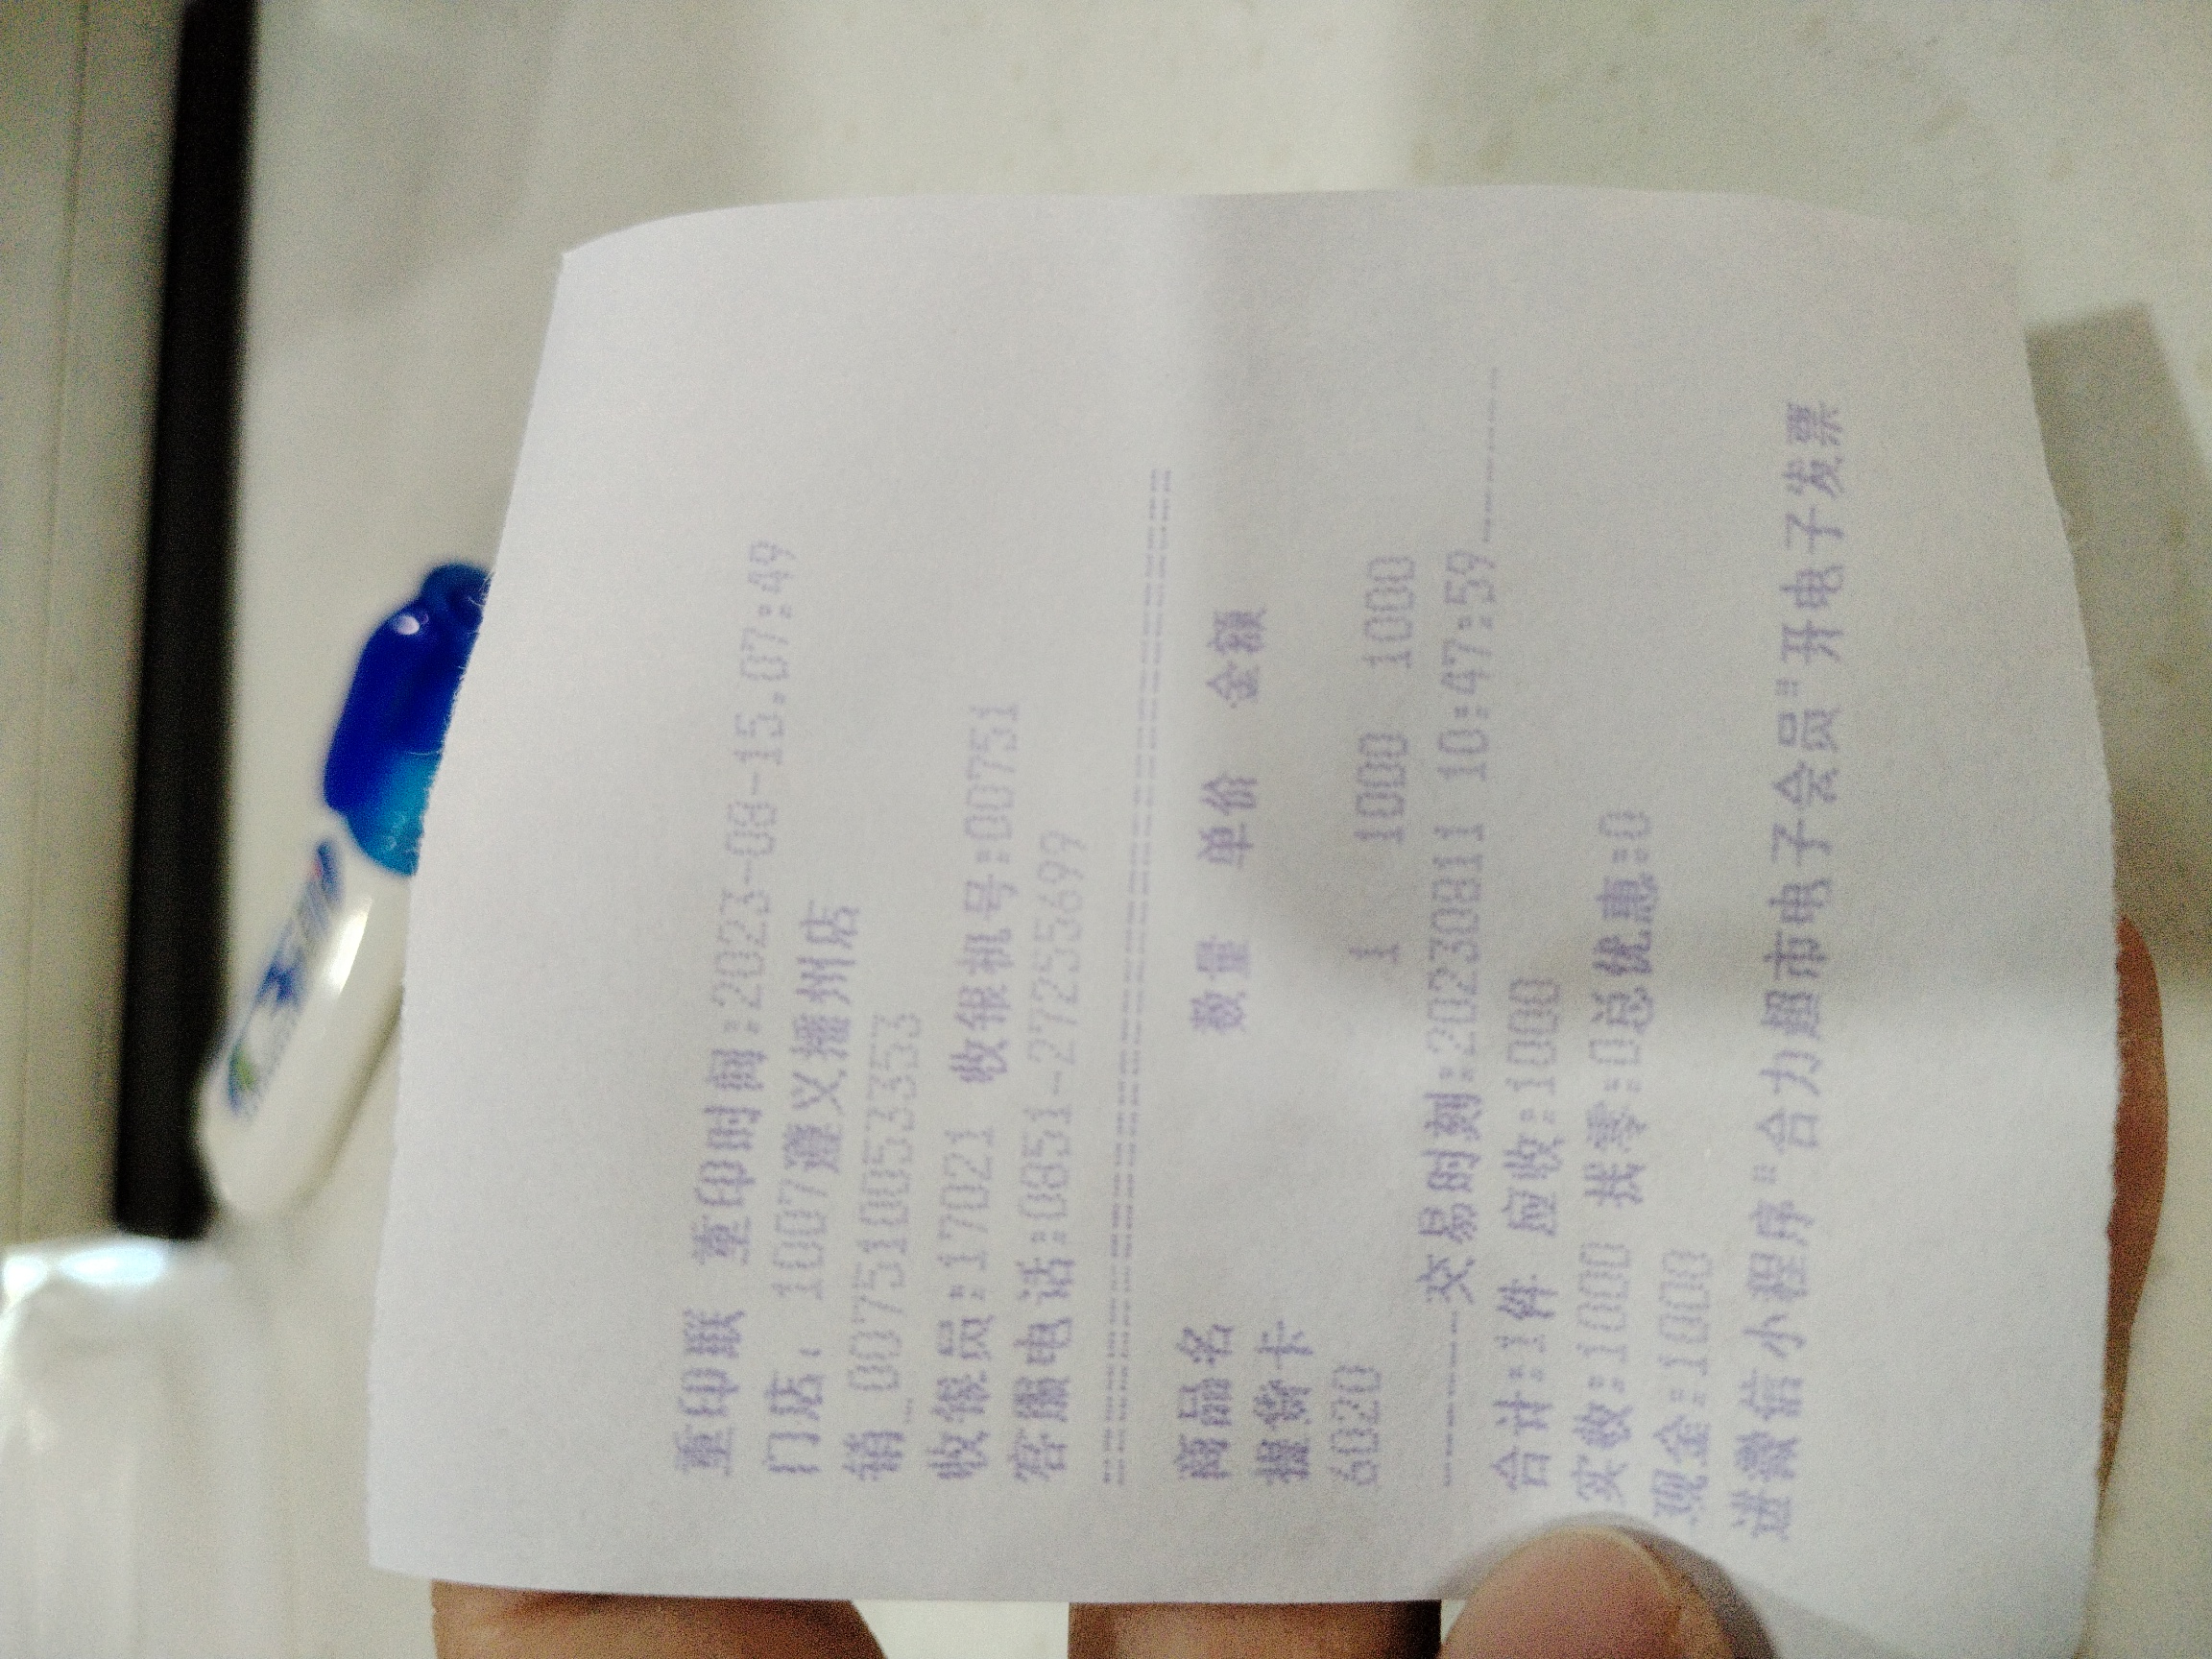 重印联 重印时间:2023-08-15.07:49
门店: 1007遵义播州店
销_00751100533​53
收银员:17021 收银机号:00751
客服电话:0851-27255699
商品名 数量 单价 金额
提货卡
6020 1 1000 1000
----------交易时刻:20230811 10:47:59----------
合计:1件 应收:1000
实收:1000 找零:0总优惠:0
现金:1000
进微信小程序"合力超市电子会员"开电子发票